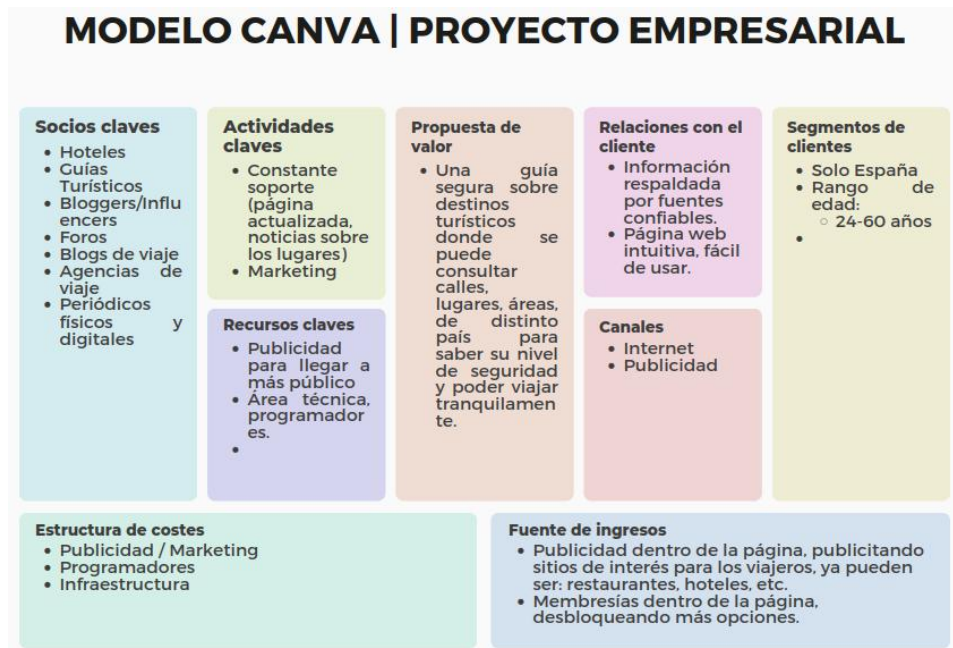 MODELO CANVA | PROYECTO EMPRESARIAL
Socios claves
• Hoteles
• Guías
Turísticos
• Bloggers/Influ
encers
• Foros
• Blogs de viaje
• Agencias de
viaje
• Periódicos
físicos y
digitales
Actividades
claves
• Constante
soporte
(página
actualizada,
noticias sobre
los lugares)
• Marketing
Recursos claves
• Publicidad
para llegar a
más público
• Área técnica,
programador
es.
•
Propuesta de
valor
• Una guía
segura sobre
destinos
turísticos
donde se
puede
consultar
calles,
lugares, áreas,
de distinto
país para
saber su nivel
de seguridad
y poder viajar
tranquilamen
te.
Relaciones con el
cliente
• Información
respaldada
por fuentes
confiables.
• Página web
intuitiva, fácil
de usar.
Canales
• Internet
• Publicidad
Segmentos de
clientes
• Solo España
• Rango de
edad:
○ 24-60 años
•
Estructura de costes
• Publicidad / Marketing
• Programadores
• Infraestructura
Fuente de ingresos
• Publicidad dentro de la página, publicitando
sitios de interés para los viajeros, ya pueden
ser: restaurantes, hoteles, etc.
• Membresías dentro de la página,
desbloqueando más opciones.